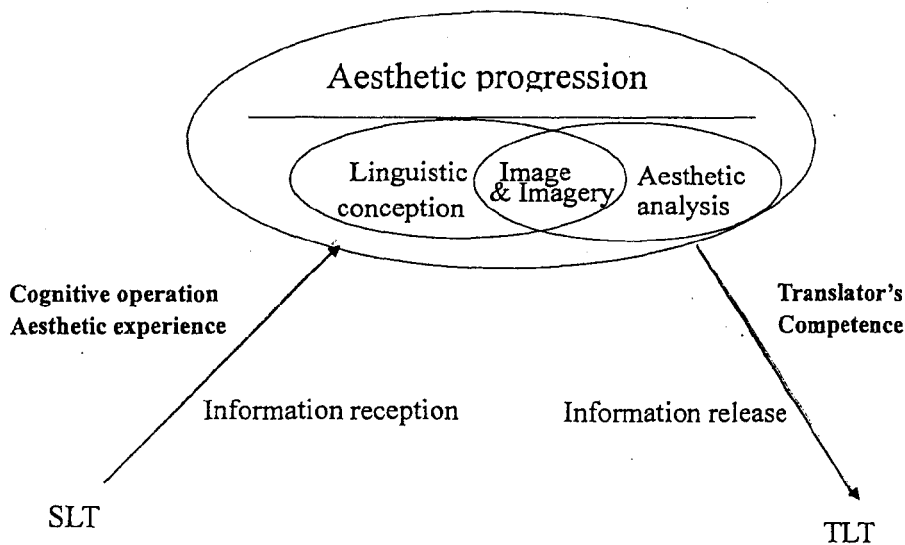 Aesthetic progression
Linguistic
conception
Image
& Imagery
Aesthetic
analysis
Cognitive operation
Aesthetic experience
Translator's
Competence
Information reception
Information release
SLT
TLT